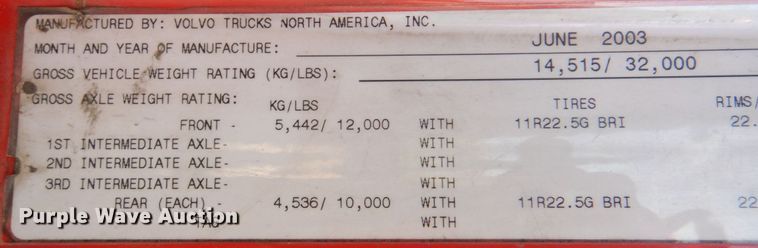 MANUFACTURED BY: VOLVO TRUCKS NORTH AMERICA, INC.
MONTH AND YEAR OF MANUFACTURE: JUNE 2003
GROSS VEHICLE WEIGHT RATING (KG/LBS): 14,515/ 32,000
GROSS AXLE WEIGHT RATING: KG/LBS TIRES RIMS/
FRONT - 5,442/ 12,000 WITH 11R22.5G BRI 22.
1ST INTERMEDIATE AXLE- WITH
2ND INTERMEDIATE AXLE- WITH
3RD INTERMEDIATE AXLE- WITH
REAR (EACH) - 4,536/ 10,000 WITH 11R22.5G BRI 22
TAG WITH
Purple Wave Auction